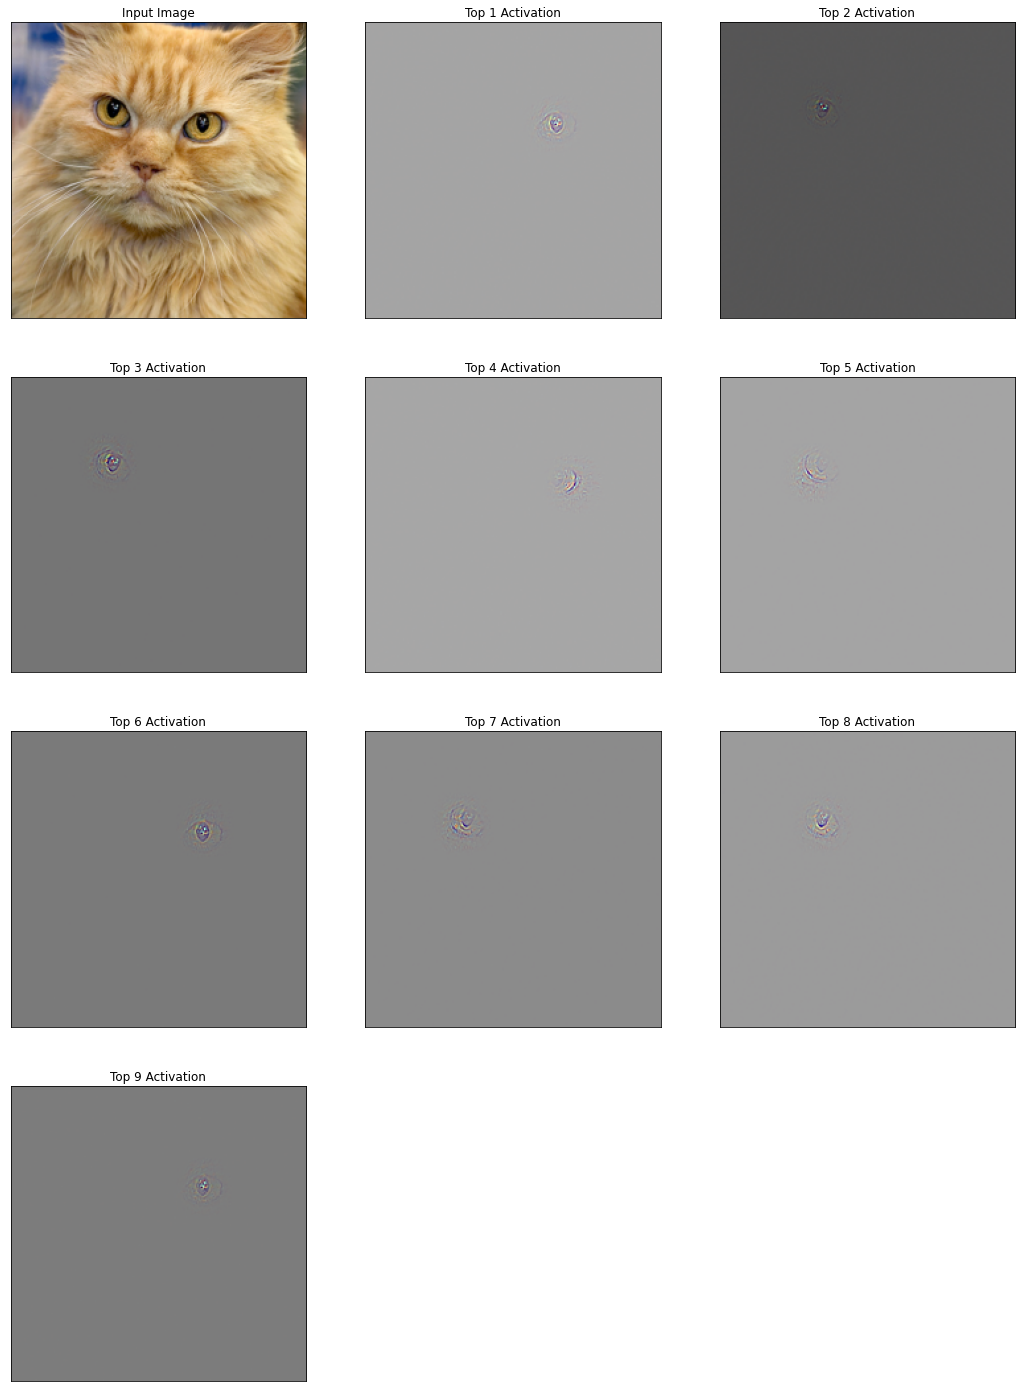 Input Image
Top 1 Activation
Top 2 Activation
Top 3 Activation
Top 4 Activation
Top 5 Activation
Top 6 Activation
Top 7 Activation
Top 8 Activation
Top 9 Activation